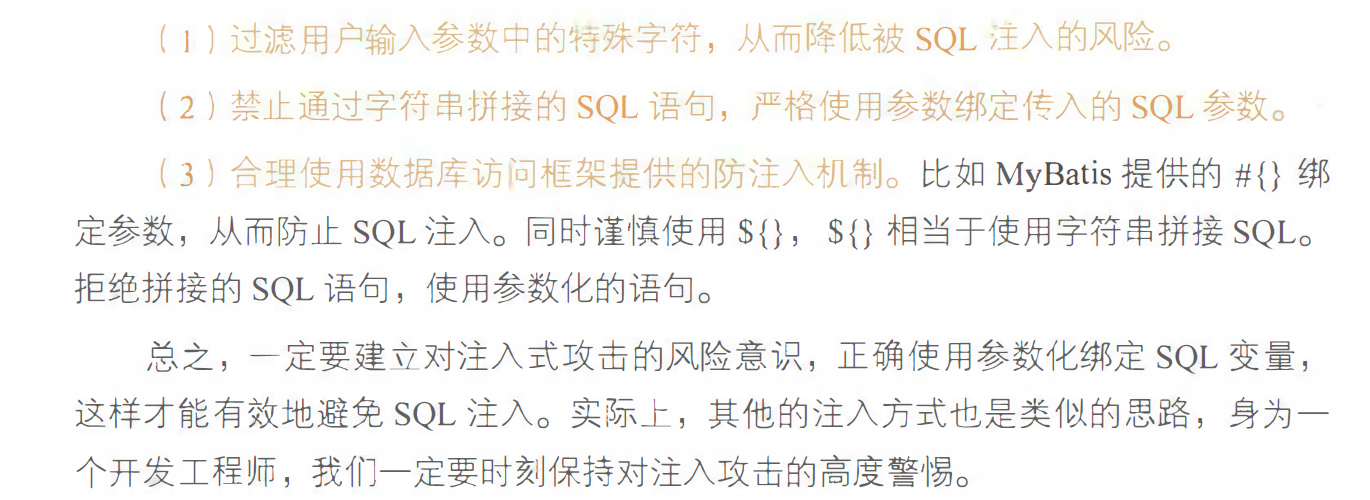 （1）过滤用户输入参数中的特殊字符，从而降低被 SQL 注入的风险。
（2）禁止通过字符串拼接的 SQL 语句，严格使用参数绑定传入的 SQL 参数。
（3）合理使用数据库访问框架提供的防注入机制。比如 MyBatis 提供的 #{} 绑
定参数，从而防止 SQL 注入。同时谨慎使用 ${}， ${} 相当于使用字符串拼接 SQL。
拒绝拼接的 SQL 语句，使用参数化的语句。
总之，一定要建立对注入式攻击的风险意识，正确使用参数化绑定 SQL 变量，
这样才能有效地避免 SQL 注入。实际上，其他的注入方式也是类似的思路，身为一
个开发工程师，我们一定要时刻保持对注入攻击的高度警惕。